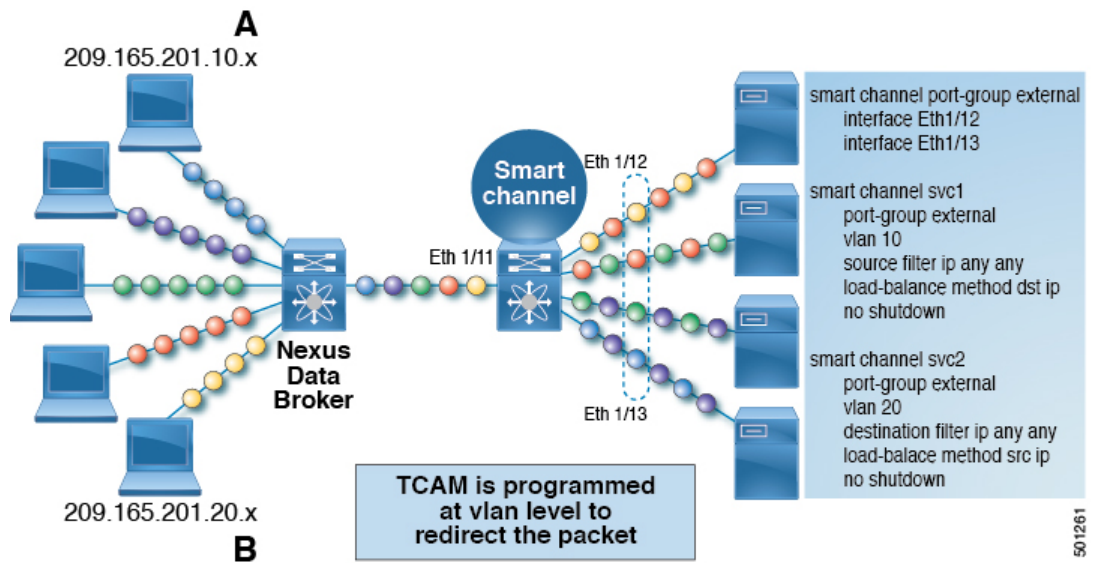 A
209.165.201.10.x
Smart
channel
Eth 1/12
Eth 1/11
Nexus
Data
Broker
Eth 1/13
209.165.201.20.x
B
TCAM is programmed
at vlan level to
redirect the packet
smart channel port-group external
interface Eth1/12
interface Eth1/13
smart channel svc1
port-group external
vlan 10
source filter ip any any
load-balance method dst ip
no shutdown
smart channel svc2
port-group external
vlan 20
destination filter ip any any
load-balace method src ip
no shutdown
501261